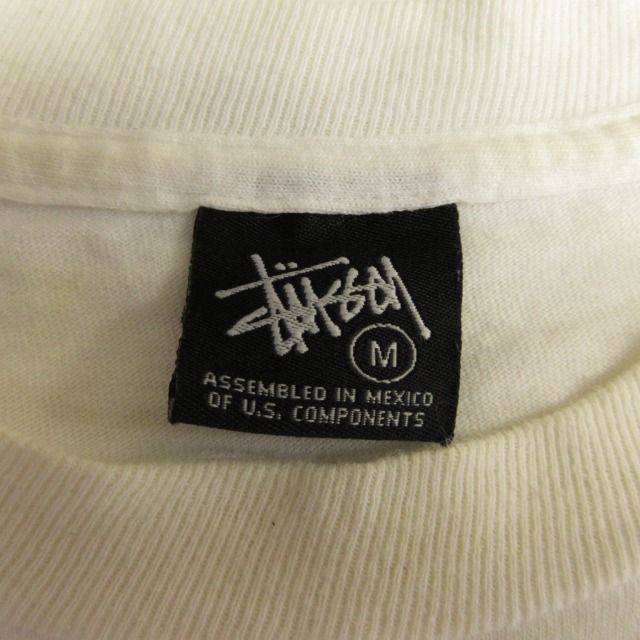 Stüssy
M
ASSEMBLED IN MEXICO
OF U.S. COMPONENTS